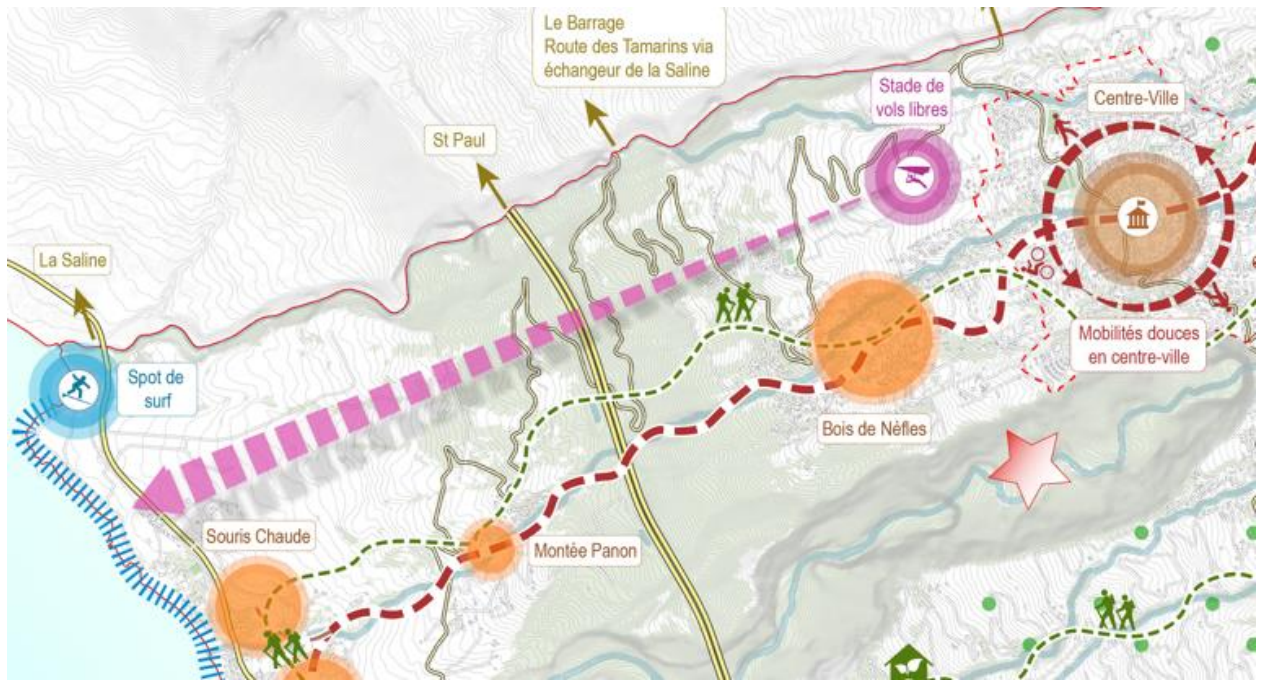 Le Barrage
Route des Tamarins via
échangeur de la Saline
Stade de
vols libres
Centre-Ville
St Paul
La Saline
Spot de
surf
Mobilités douces
en centre-ville
Bois de Nèfles
Souris Chaude
Montée Panon